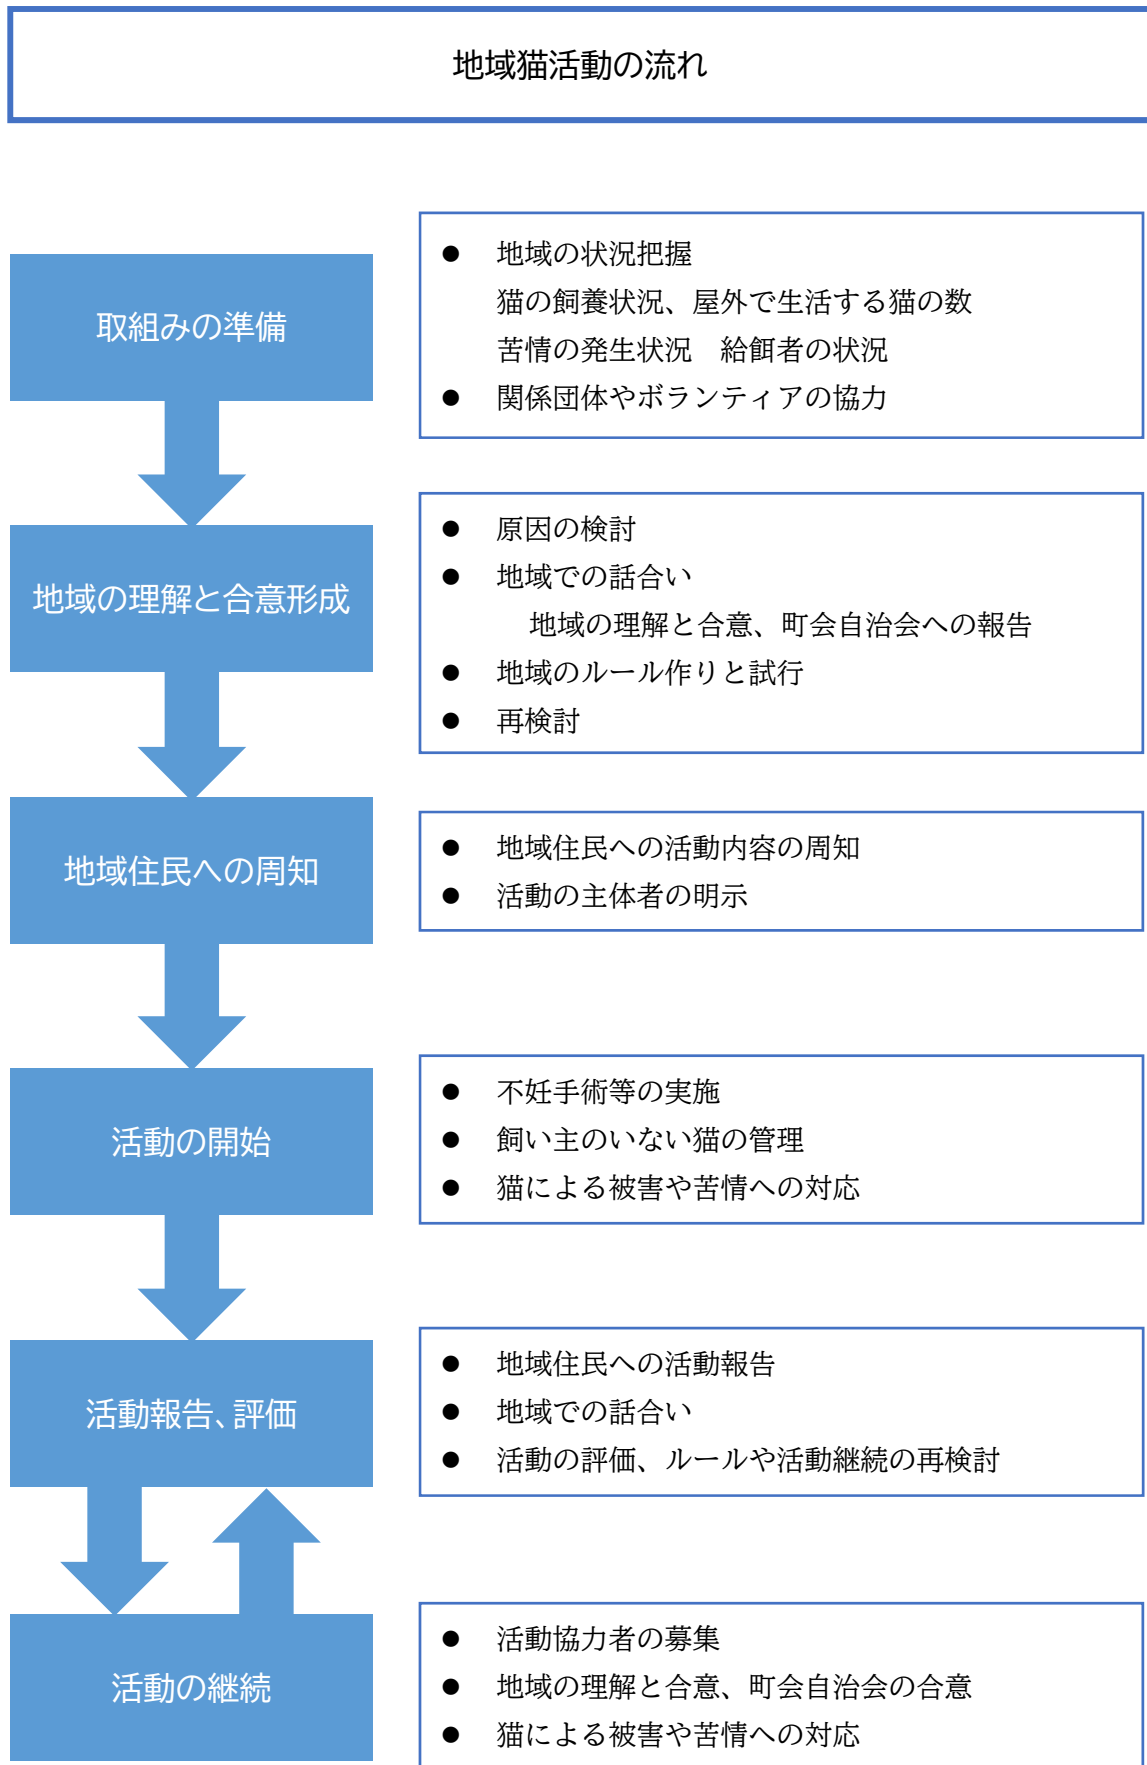 地域猫活動の流れ
取組みの準備
● 地域の状況把握
猫の飼養状況、屋外で生活する猫の数
苦情の発生状況　給餌者の状況
● 関係団体やボランティアの協力
地域の理解と合意形成
● 原因の検討
● 地域での話合い
地域の理解と合意、町会自治会への報告
● 地域のルール作りと試行
● 再検討
地域住民への周知
● 地域住民への活動内容の周知
● 活動の主体者の明示
活動の開始
● 不妊手術等の実施
● 飼い主のいない猫の管理
● 猫による被害や苦情への対応
活動報告、評価
● 地域住民への活動報告
● 地域での話合い
● 活動の評価、ルールや活動継続の再検討
活動の継続
● 活動協力者の募集
● 地域の理解と合意、町会自治会の合意
● 猫による被害や苦情への対応